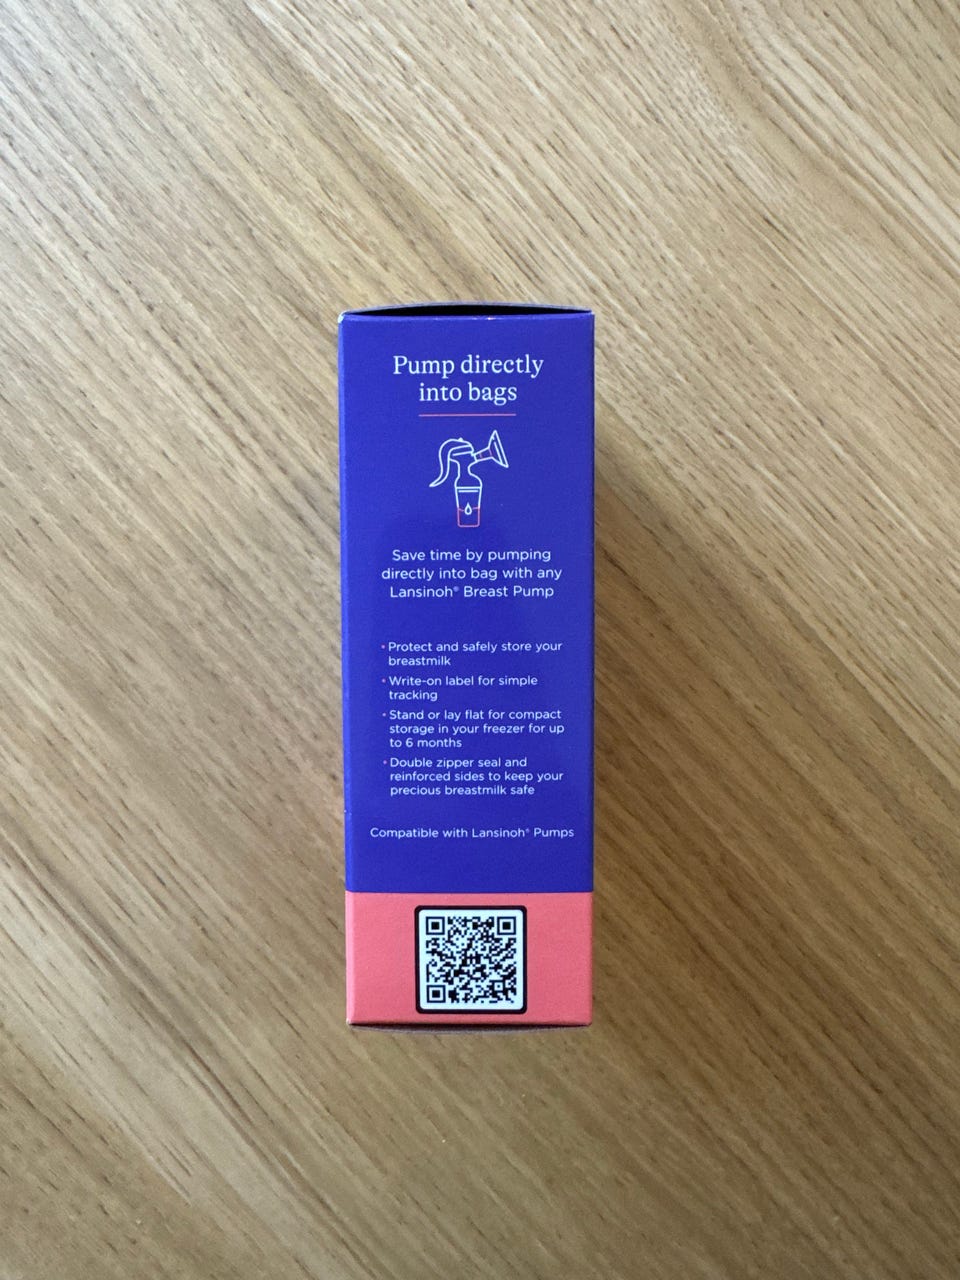 Pump directly
into bags
Save time by pumping
directly into bag with any
Lansinoh® Breast Pump
• Protect and safely store your
breastmilk
• Write-on label for simple
tracking
• Stand or lay flat for compact
storage in your freezer for up
to 6 months
• Double zipper seal and
reinforced sides to keep your
precious breastmilk safe
Compatible with Lansinoh® Pumps